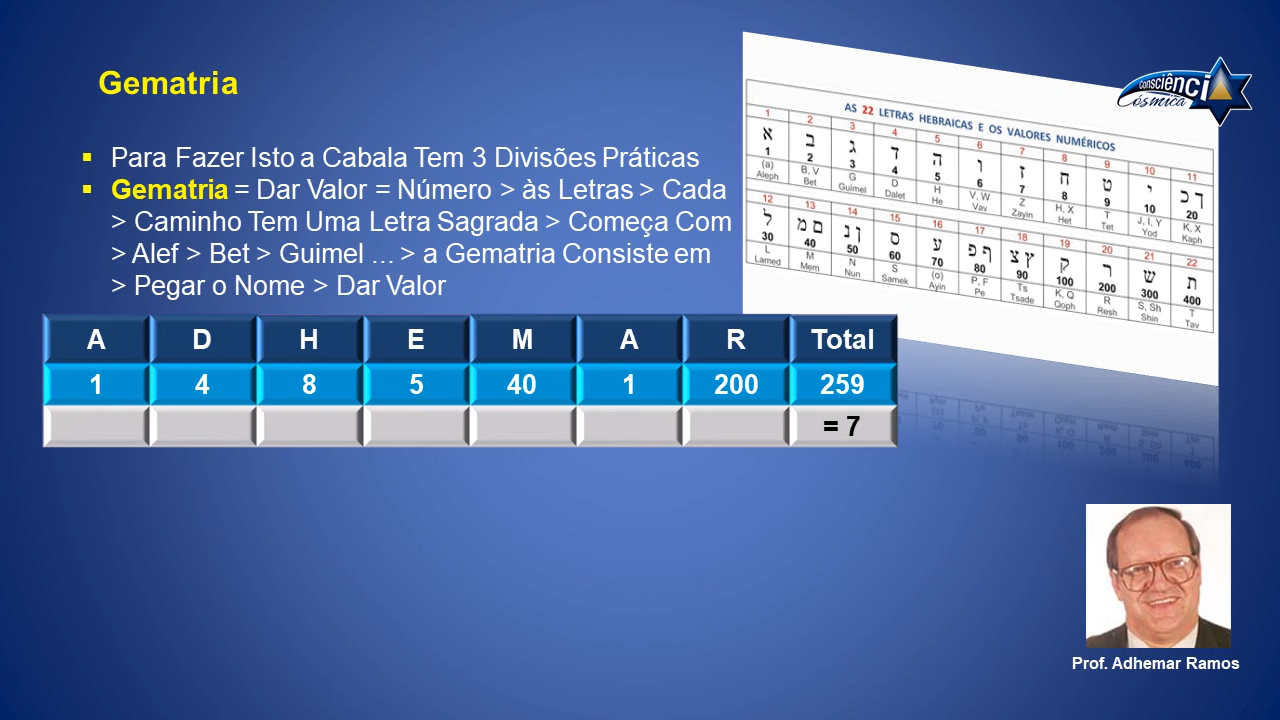 Gematria
Para Fazer Isto a Cabala Tem 3 Divisões Práticas
Gematria = Dar Valor = Número > às Letras > Cada
> Caminho Tem Uma Letra Sagrada > Começa Com
> Alef > Bet > Guimel ... > a Gematria Consiste em
> Pegar o Nome > Dar Valor
A D H E M A R Total
1 4 8 5 40 1 200 259
= 7
AS 22 LETRAS HEBRAICAS E OS VALORES NUMÉRICOS
1 2 3 4 5 6 7 8 9 10 11
א ב ג ד ה ו ז ח ט י כ ך
1 2 3 4 5 6 7 8 9 10 20
(a) B, V G D H V, W Z H, X T J, I, Y K, X
Aleph Bet Guimel Dalet He Vav Zayin Het Tet Yod Kaph
12 13 14 15 16 17 18 19 20 21 22
ל מ ם נ ן ס ע פ ף צ ץ ק ר ש ת
30 40 50 60 70 80 90 100 200 300 400
L M N S (o) P, F Ts K, Q R S, Sh T
Lamed Mem Nun Samek Ayin Pe Tsade Qoph Resh Shin Tav
consciênci
Cósmica
Prof. Adhemar Ramos